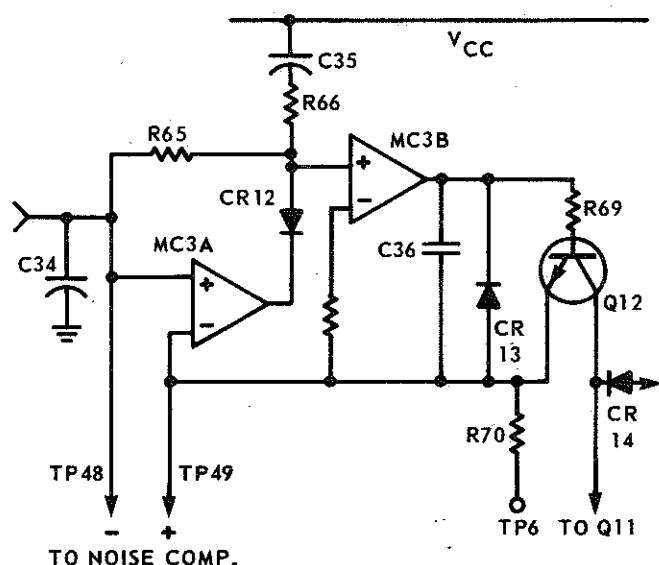 V CC
C35
R66
R65
MC3B
+
−
CR12
R69
MC3A
C34
+
−
C36
Q12
CR
13
CR
14
R70
TP48
TP49
− +
TP6
TO Q11
TO NOISE COMP.